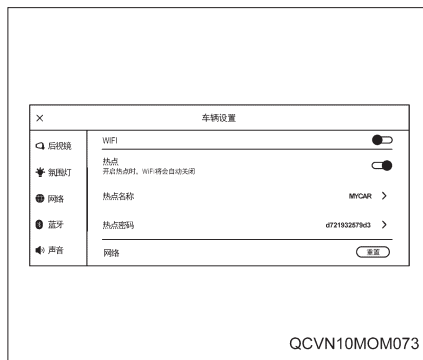 ×
车辆设置
后视镜
氛围灯
网络
蓝牙
声音
WIFI
热点
开启热点时，WiFi将会自动关闭
热点名称
MYCAR >
热点密码
d721932579d3 >
网络
重置
QCVN10MOM073